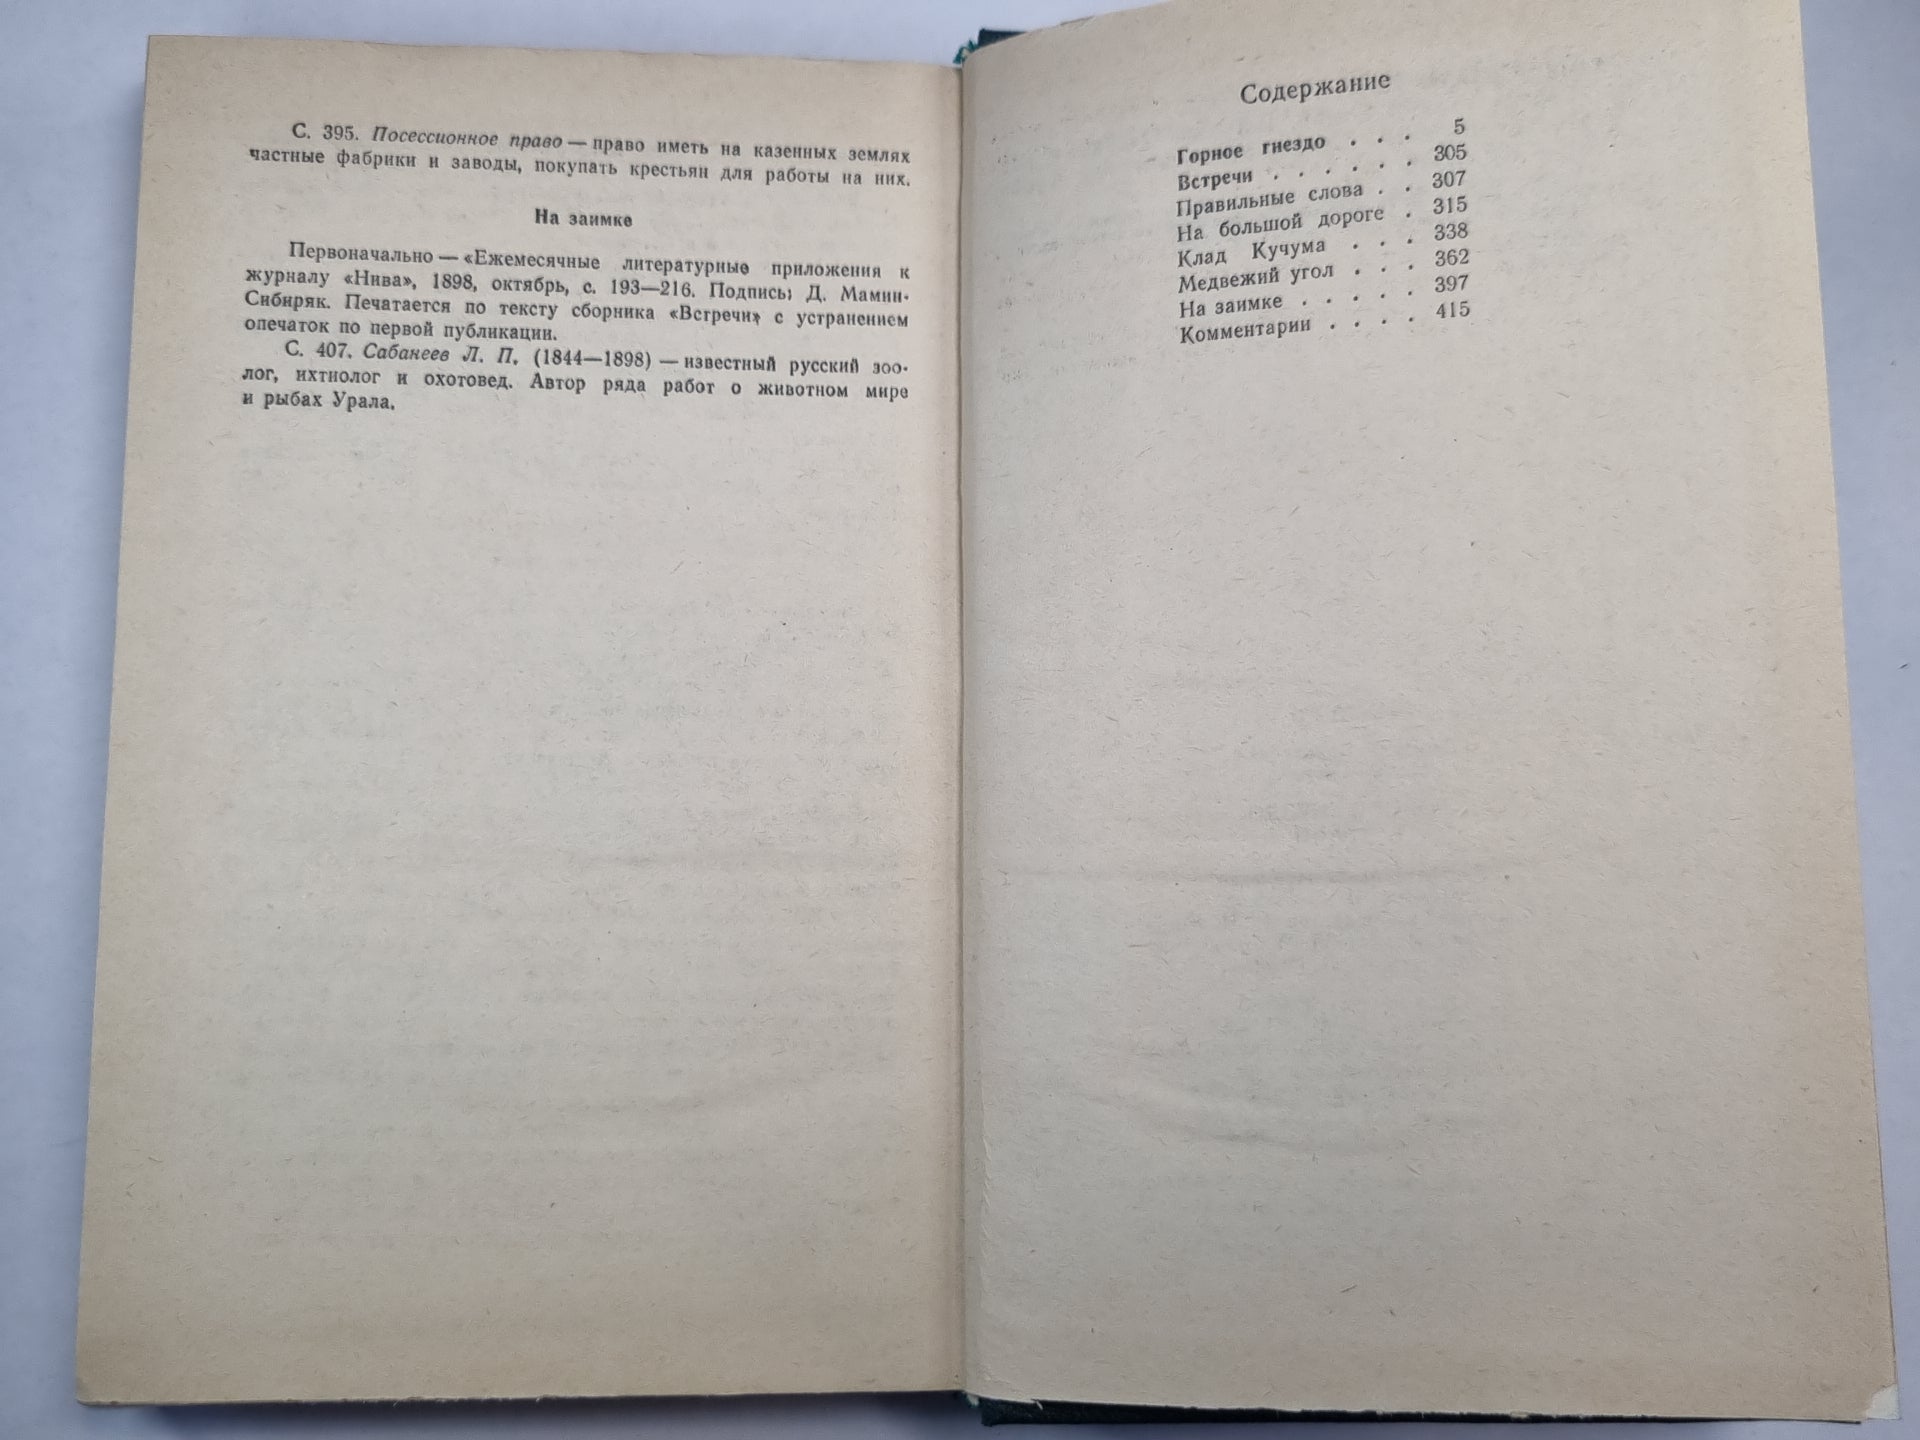 С. 395. Посессионное право — право иметь на казенных землях
частные фабрики и заводы, покупать крестьян для работы на них.
На заимке
Первоначально — «Ежемесячные литературные приложения к
журналу «Нива», 1898, октябрь, с. 193—216. Подпись: Д. Мамин-
Сибиряк. Печатается по тексту сборника «Встречи» с устранением
опечаток по первой публикации.
С. 407. Сабанеев Л. П. (1844—1898) — известный русский зоо-
лог, ихтиолог и охотовед. Автор ряда работ о животном мире
и рыбах Урала.
Содержание
Горное гнездо . . . 5
Встречи . . . . . . 305
Правильные слова . . 307
На большой дороге . 315
Клад Кучума . . . 338
Медвежий угол . . . 362
На заимке . . . . . 397
Комментарии . . . . 415